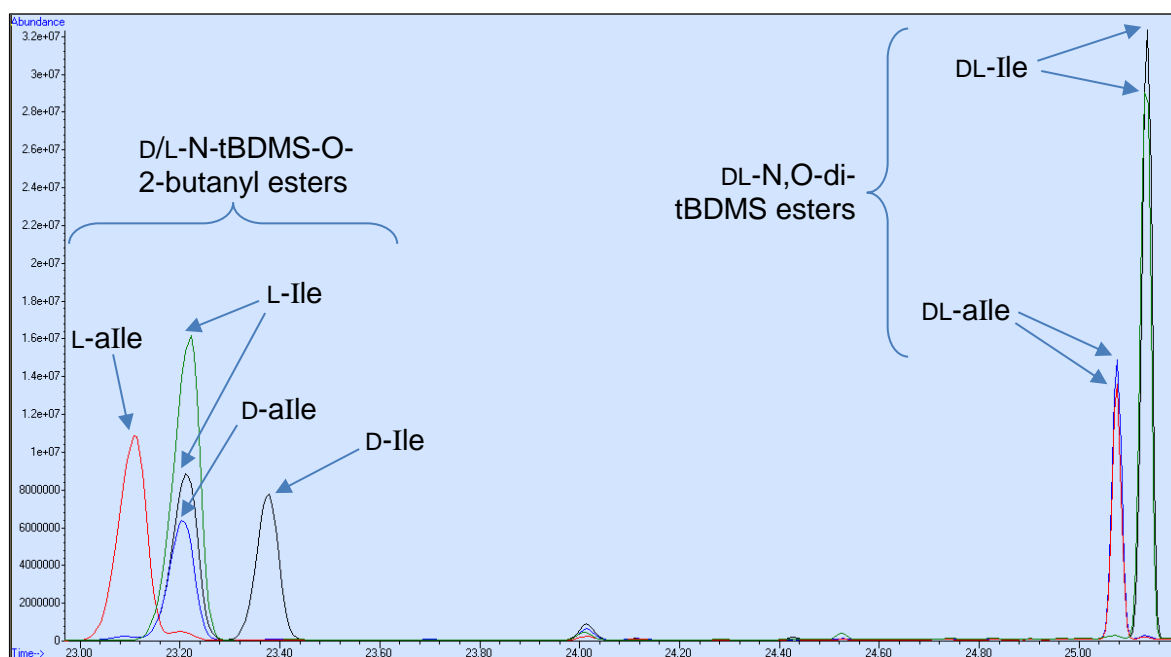 Abundance
3.2e+07
3e+07
2.8e+07
2.6e+07
2.4e+07
2.2e+07
2e+07
1.8e+07
1.6e+07
1.4e+07
1.2e+07
1e+07
8000000
6000000
4000000
2000000
0
Time-->
23.00 23.20 23.40 23.60 23.80 24.00 24.20 24.40 24.60 24.80 25.00
D/L-N-tBDMS-O-
2-butanyl esters
L-aIle
L-Ile
D-aIle
D-Ile
DL-N,O-di-
tBDMS esters
DL-Ile
DL-aIle